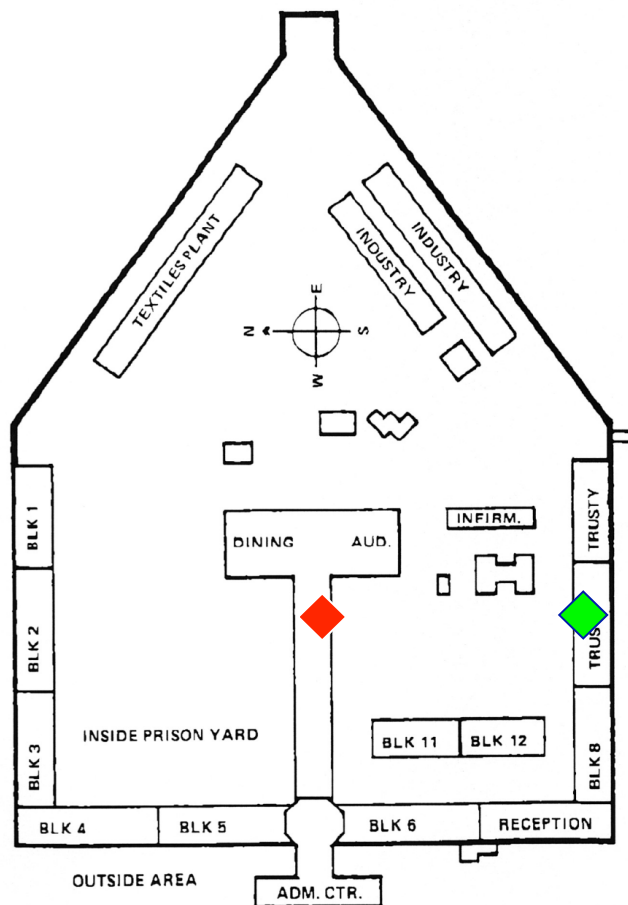 TEXTILES PLANT
INDUSTRY
INDUSTRY
E
N
S
W
BLK 1
TRUSTY
INFIRM.
DINING
AUD.
BLK 2
TRUS
BLK 3
INSIDE PRISON YARD
BLK 11
BLK 12
BLK 8
BLK 4
BLK 5
BLK 6
RECEPTION
OUTSIDE AREA
ADM. CTR.